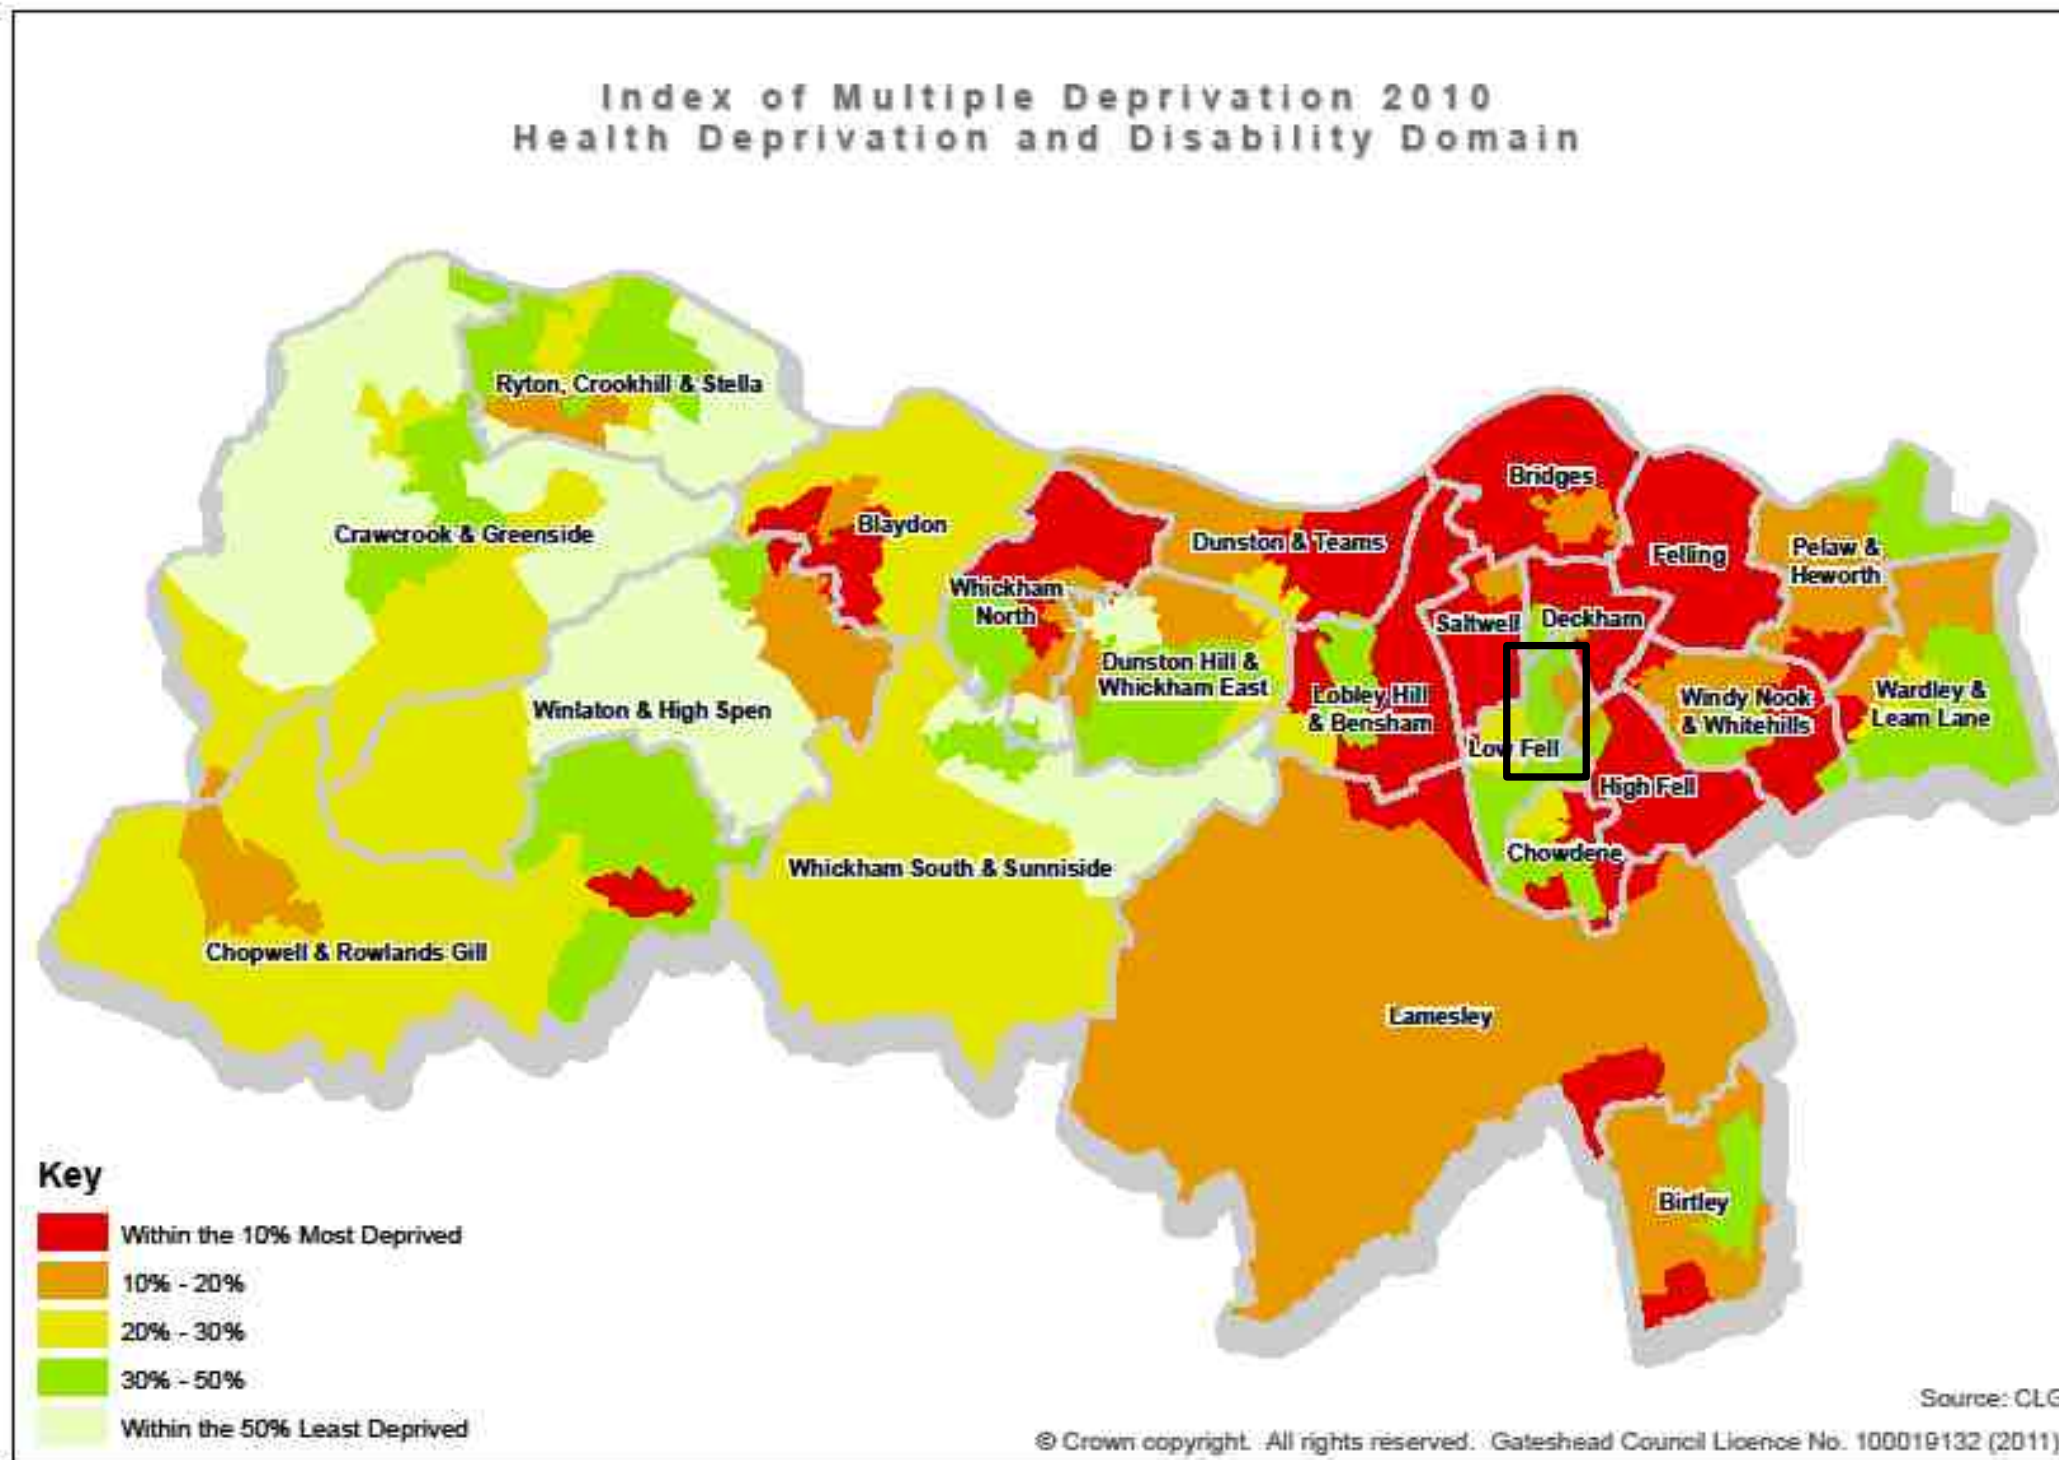 Index of Multiple Deprivation 2010
Health Deprivation and Disability Domain
Ryton, Crookhill & Stella
Bridges
Crawcrook & Greenside
Blaydon
Dunston & Teams
Felling
Pelaw &
Heworth
Whickham
North
Saltwell
Deckham
Dunston Hill &
Whickham East
Winlaton & High Spen
Lobley Hill
& Bensham
Windy Nook
& Whitehills
Wardley &
Leam Lane
Low Fell
High Fell
Chowdene
Whickham South & Sunniside
Chopwell & Rowlands Gill
Lamesley
Birtley
Key
Within the 10% Most Deprived
10% - 20%
20% - 30%
30% - 50%
Within the 50% Least Deprived
Source: CLG
© Crown copyright. All rights reserved. Gateshead Council Licence No. 100019132 (2011)